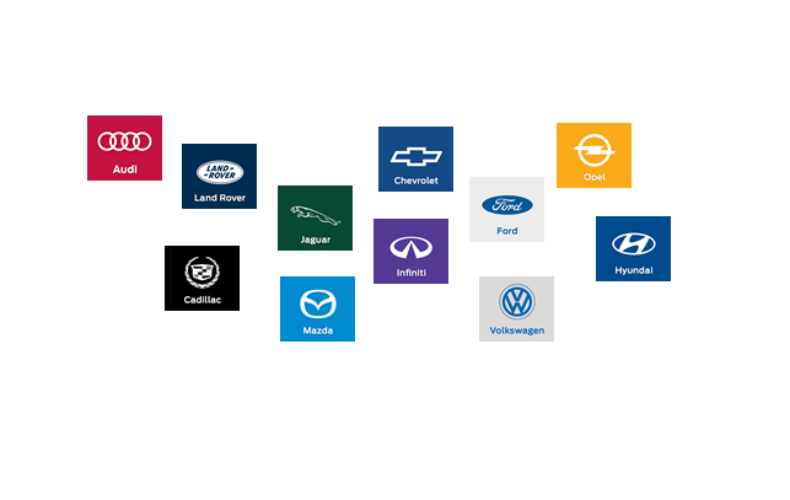 Audi
LAND-
-ROVER
Land Rover
Jaguar
Chevrolet
Ford
Ford
Opel
Cadillac
Mazda
Infiniti
Volkswagen
Hyundai